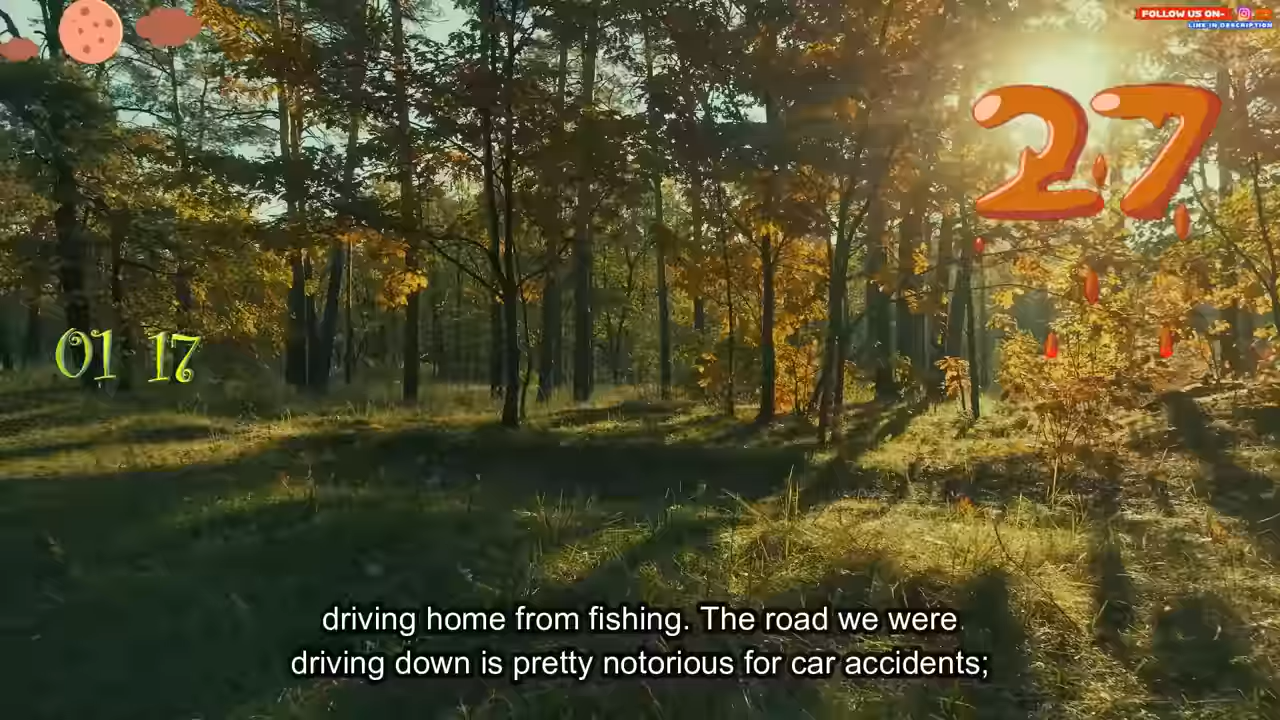 FOLLOW US ON-
LINK IN DESCRIPTION
27
01 17
driving home from fishing. The road we were
driving down is pretty notorious for car accidents;